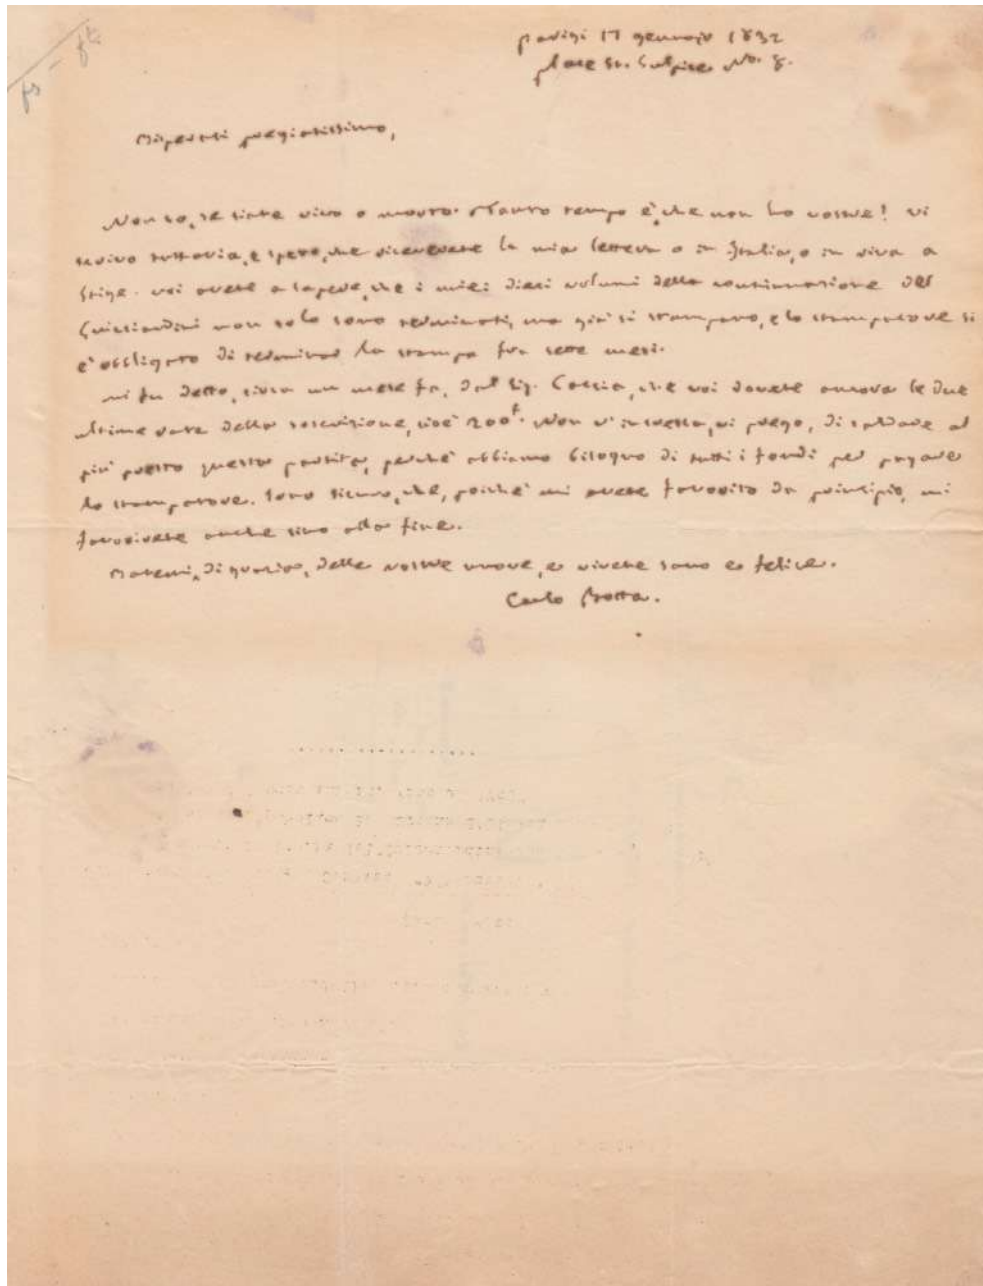 parigi 17 gennajo 1832
place St. Sulpice No. 8.
pregiatissimo,
Non so, se siate vivo o morto. Tanto tempo è, che non ho vostre! vi
scrivo tuttavia, e spero, che riceverete la mia lettera o in Italia, o in riva a
Stige. voi avete a sapere, che i miei dieci volumi della continuazione del
Guicciardini non solo sono terminati, ma già si stampano, e lo stampatore si
è obbligato di terminar la stampa fra sette mesi.
mi fu detto, circa un mese fa, dal Sig. Coccia, che voi dovete ancora le due
ultime rate della soscrizione, cioè 200f. Non v'incresca, vi prego, di saldare al
più presto questa partita, perchè abbiamo bisogno di tutti i fondi per pagare
lo stampatore. Sono sicuro, che, poichè mi avete favorito da principio, mi
favorirete anche sino alla fine.
Datemi, di grazia, delle vostre nuove, e vivete sano e felice.
Carlo Botta.